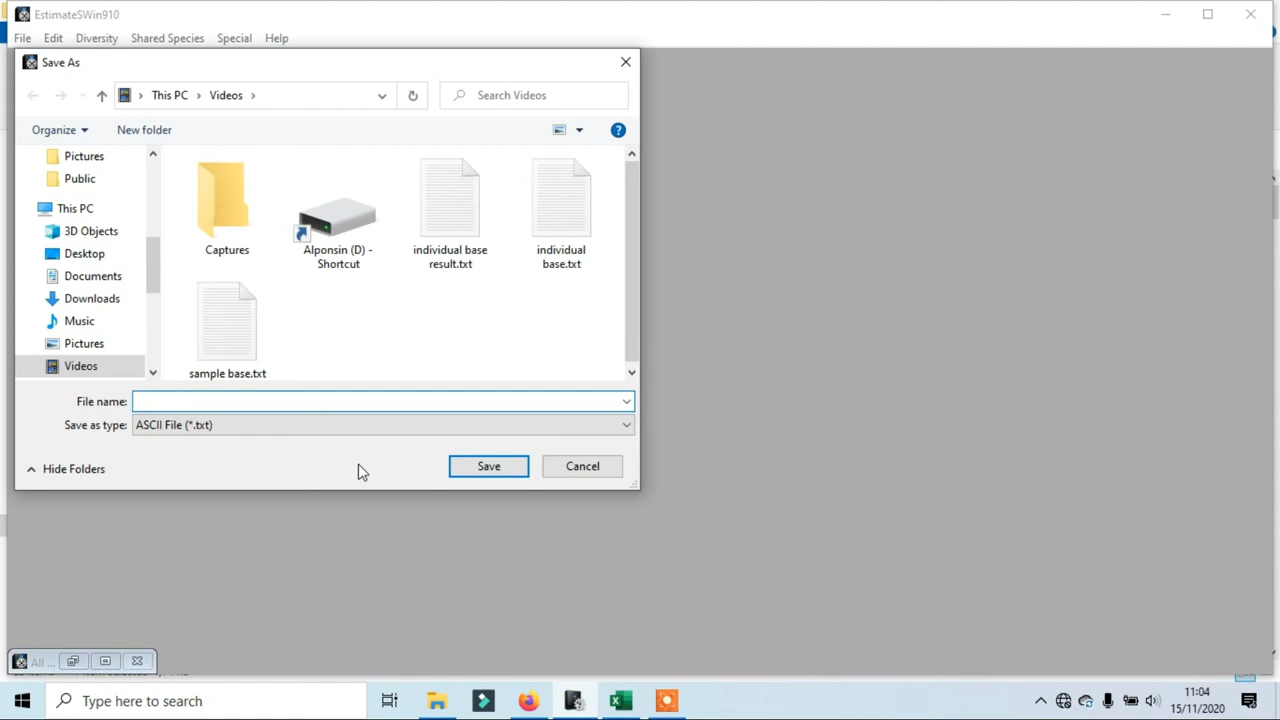 EstimateSWin910
File Edit Diversity Shared Species Special Help
Save As
This PC Videos
Search Videos
Organize New folder
Pictures
Public
This PC
3D Objects
Desktop
Documents
Downloads
Music
Pictures
Videos
Captures
Alponsin (D) -
Shortcut
individual base
result.txt
individual
base.txt
sample base.txt
File name:
Save as type: ASCII File (*.txt)
Hide Folders
Save
Cancel
All ...
Type here to search
11:04
15/11/2020